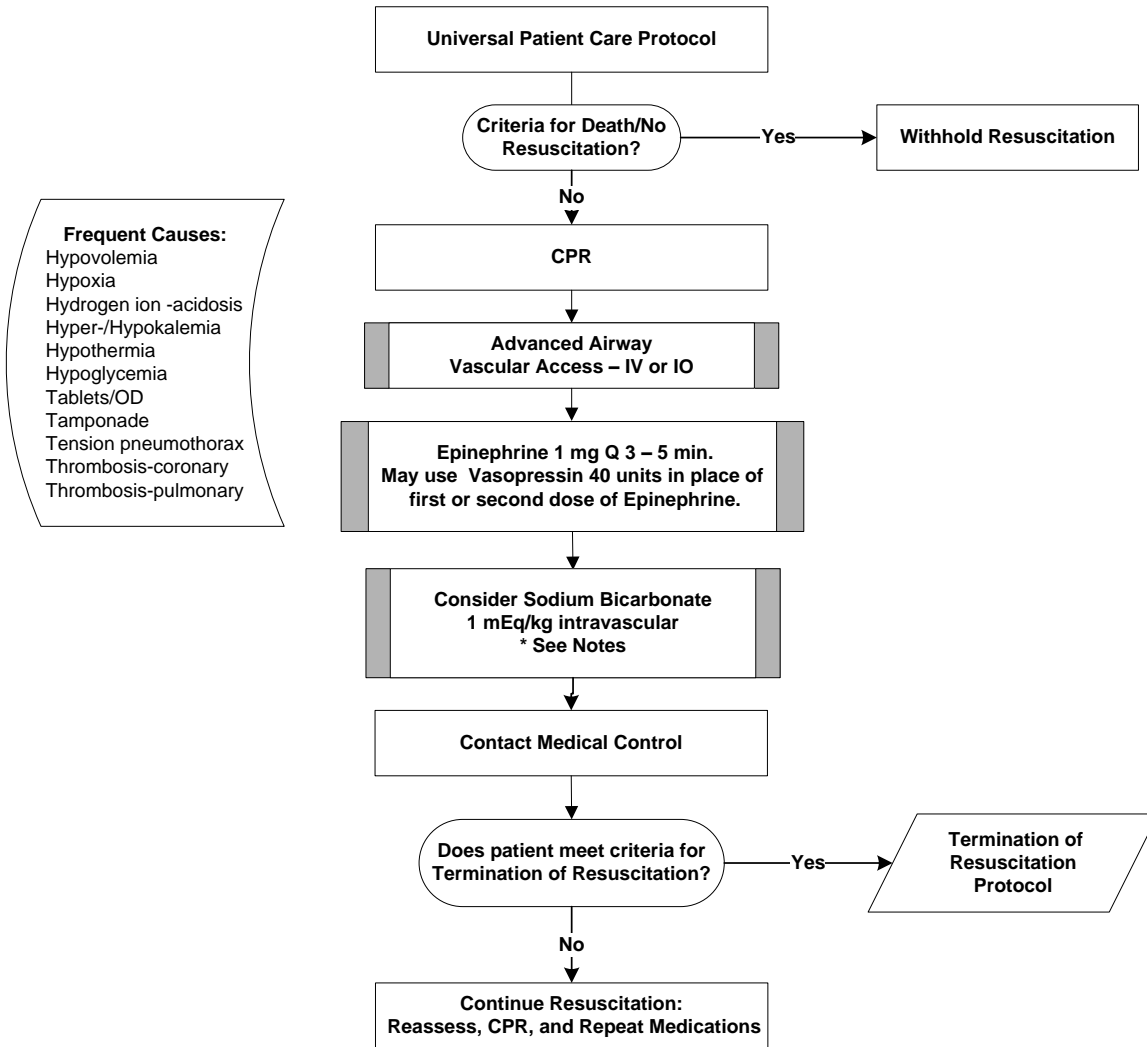 Universal Patient Care Protocol
Criteria for Death/No
Resuscitation?
Yes
Withhold Resuscitation
No
Frequent Causes:
Hypovolemia
Hypoxia
Hydrogen ion -acidosis
Hyper-/Hypokalemia
Hypothermia
Hypoglycemia
Tablets/OD
Tamponade
Tension pneumothorax
Thrombosis-coronary
Thrombosis-pulmonary
CPR
Advanced Airway
Vascular Access – IV or IO
Epinephrine 1 mg Q 3 – 5 min.
May use Vasopressin 40 units in place of
first or second dose of Epinephrine.
Consider Sodium Bicarbonate
1 mEq/kg intravascular
* See Notes
Contact Medical Control
Does patient meet criteria for
Termination of Resuscitation?
Yes
Termination of
Resuscitation
Protocol
No
Continue Resuscitation:
Reassess, CPR, and Repeat Medications